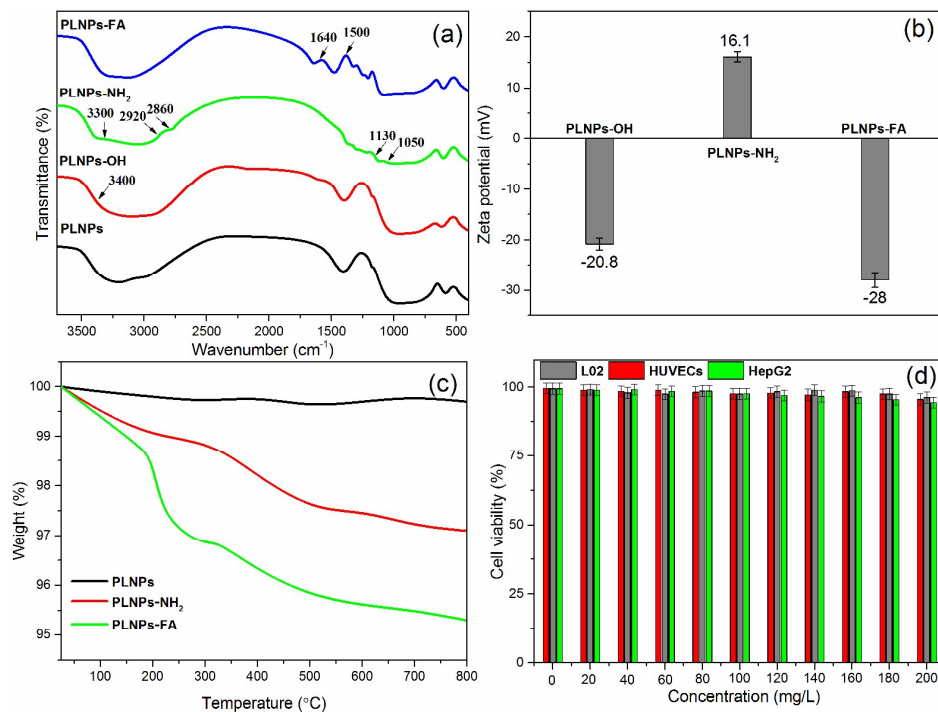 (a)
PLNPs-FA
1640
1500
PLNPs-NH₂
3300
2920
2860
1130
1050
PLNPs-OH
3400
PLNPs
Transmittance (%)
3500 3000 2500 2000 1500 1000 500
Wavenumber (cm⁻¹)
(b)
20
10
0
-10
-20
-30
Zeta potential (mV)
16.1
PLNPs-OH
PLNPs-NH₂
PLNPs-FA
-20.8
-28
(c)
100
99
98
97
96
95
Weight (%)
PLNPs
PLNPs-NH₂
PLNPs-FA
100 200 300 400 500 600 700 800
Temperature (°C)
(d)
L02 HUVECs HepG2
100
75
50
25
0
Cell viability (%)
0 20 40 60 80 100 120 140 160 180 200
Concentration (mg/L)